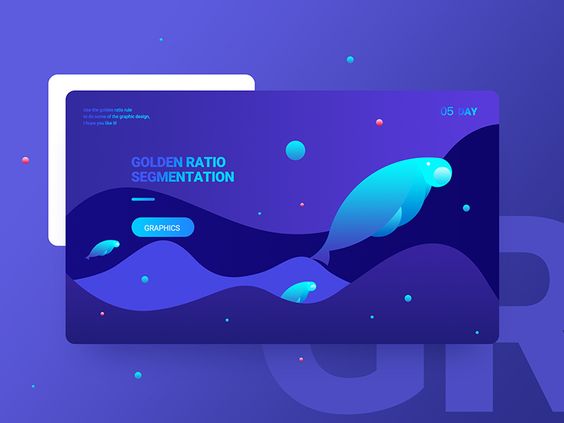 Use the golden ratio rule
to do some of the graphic design,
I hope you like it!
05 DAY
GOLDEN RATIO
SEGMENTATION
GRAPHICS
GR